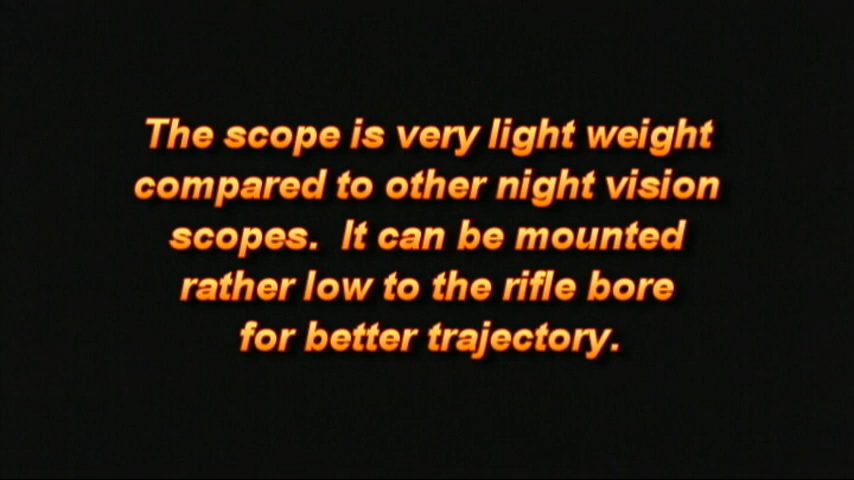 The scope is very light weight
compared to other night vision
scopes.  It can be mounted
rather low to the rifle bore
for better trajectory.